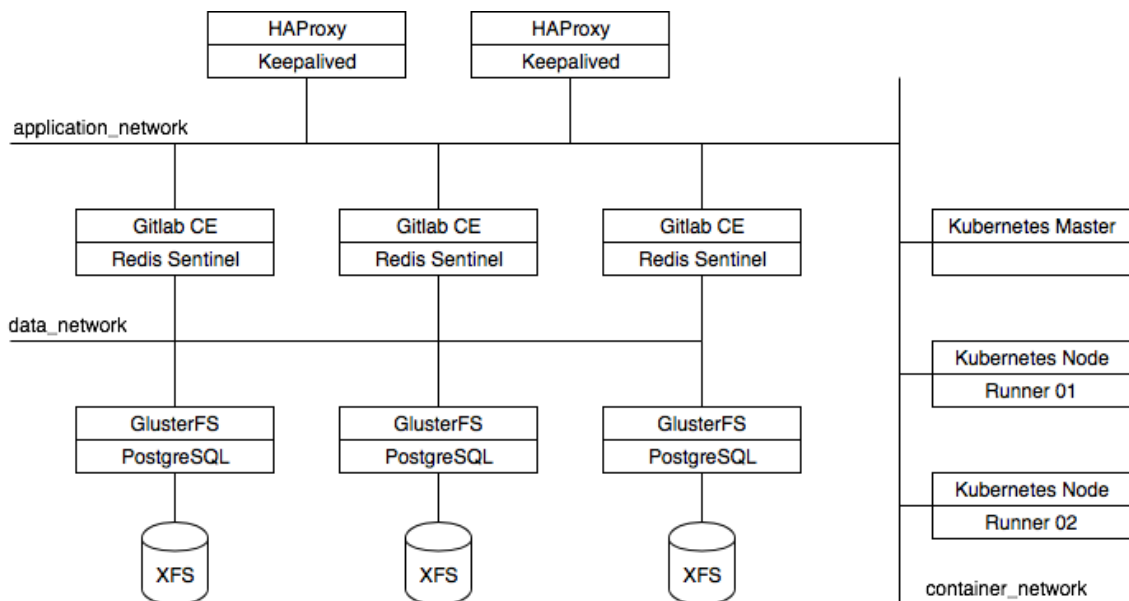 HAProxy
Keepalived
HAProxy
Keepalived
application_network
Gitlab CE
Redis Sentinel
Gitlab CE
Redis Sentinel
Gitlab CE
Redis Sentinel
Kubernetes Master
data_network
Kubernetes Node
Runner 01
GlusterFS
PostgreSQL
GlusterFS
PostgreSQL
GlusterFS
PostgreSQL
Kubernetes Node
Runner 02
XFS
XFS
XFS
container_network